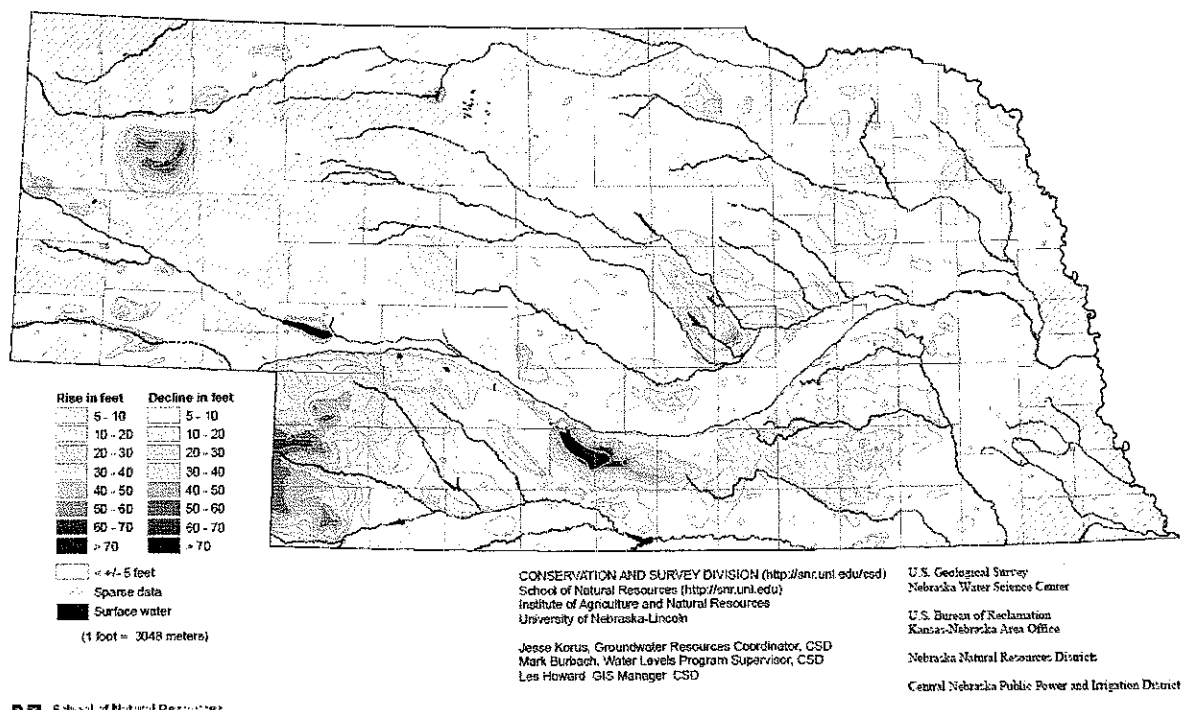 Rise in feet Decline in feet
5 - 10 5 - 10
10 - 20 10 - 20
20 - 30 20 - 30
30 - 40 30 - 40
40 - 50 40 - 50
50 - 60 50 - 60
60 - 70 60 - 70
> 70 > 70
< +/- 5 feet
Sparse data
Surface water
(1 foot = 3048 meters)
CONSERVATION AND SURVEY DIVISION (http://snr.unl.edu/csd)
School of Natural Resources (http://snr.unl.edu)
Institute of Agriculture and Natural Resources
University of Nebraska-Lincoln
Jesse Korus, Groundwater Resources Coordinator, CSD
Mark Burbach, Water Levels Program Supervisor, CSD
Les Howard GIS Manager CSD
U.S. Geological Survey
Nebraska Water Science Center
U.S. Bureau of Reclamation
Kansas-Nebraska Area Office
Nebraska Natural Resources Districts
Central Nebraska Public Power and Irrigation District
School of Natural Resources